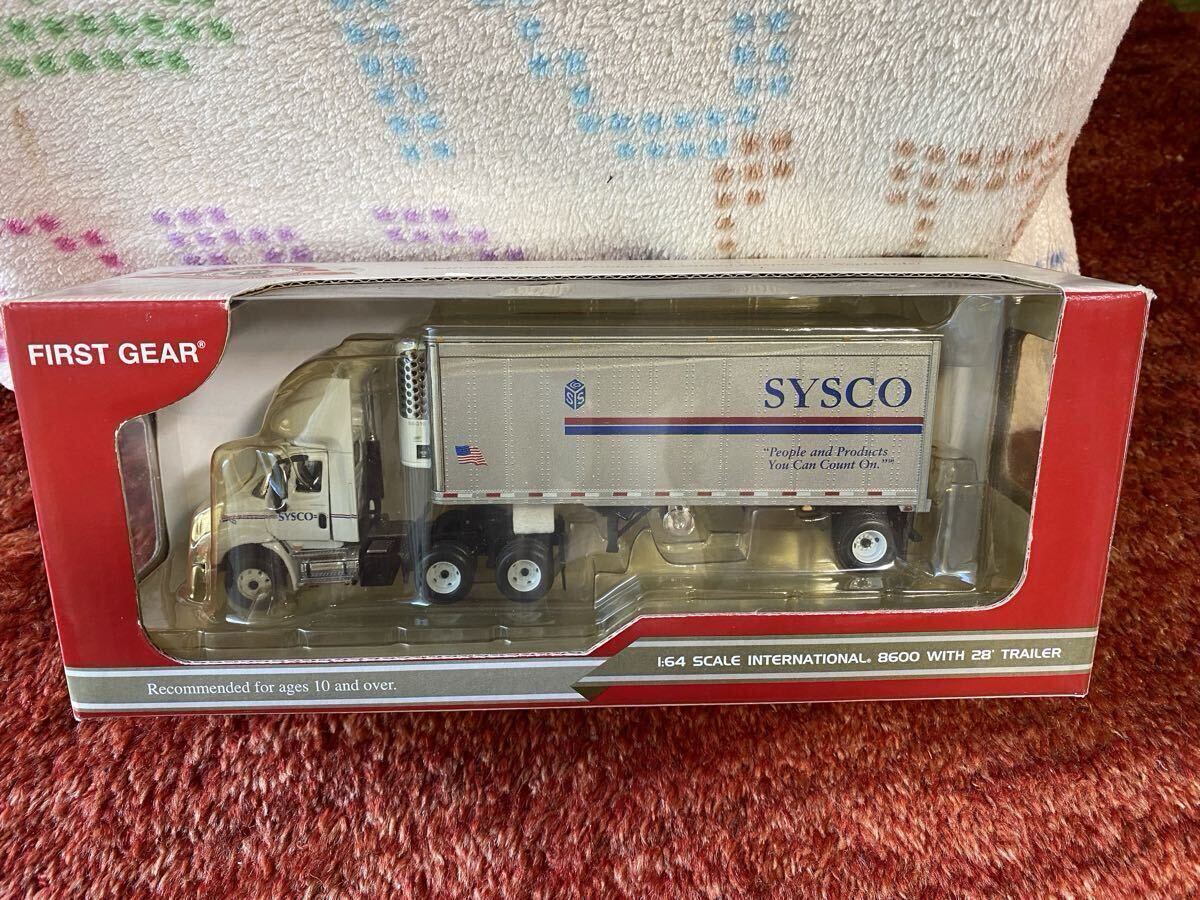 FIRST GEAR®
SYSCO
"People and Products
You Can Count On."℠
SYSCO
1:64 SCALE INTERNATIONAL® 8600 WITH 28' TRAILER
Recommended for ages 10 and over.